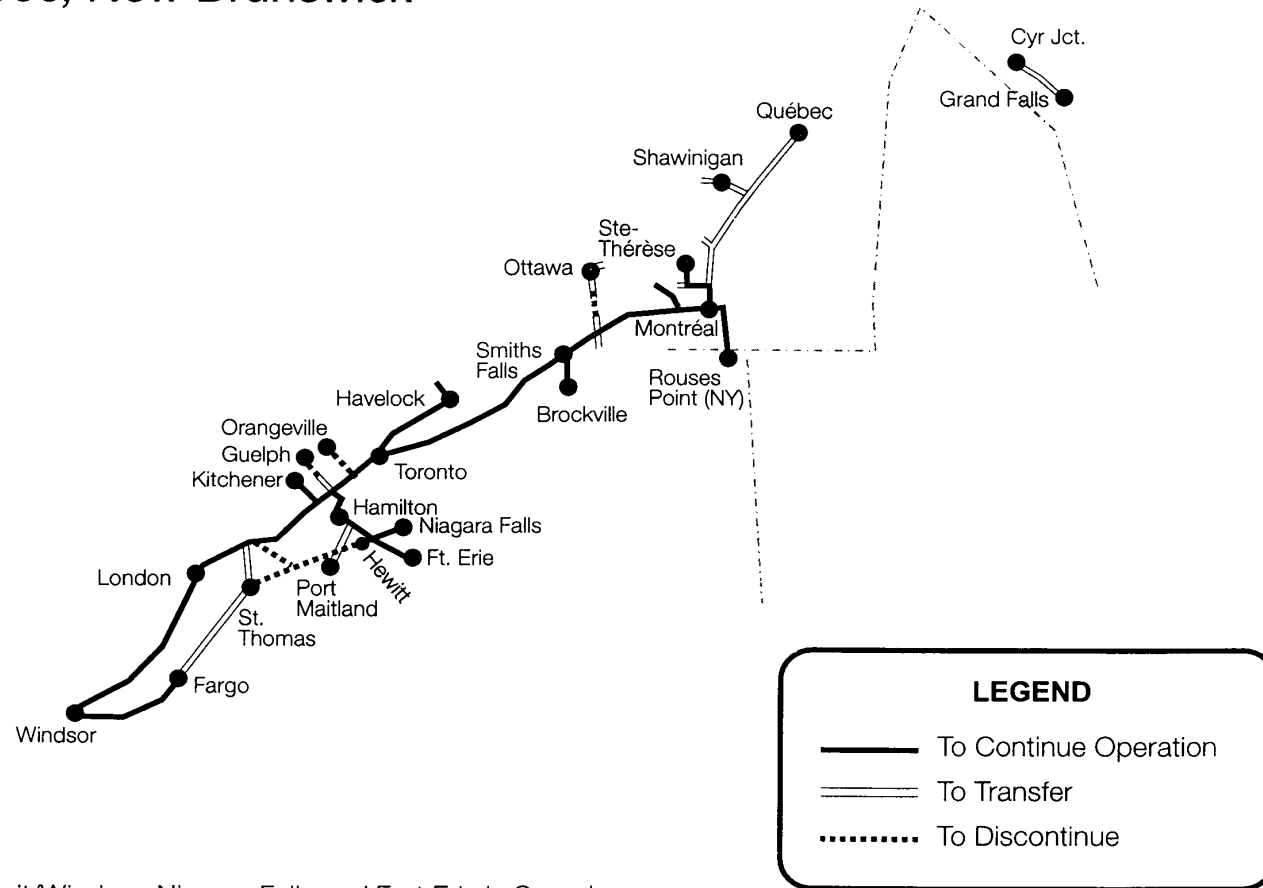 New Brunswick
Cyr Jct.
Grand Falls
Québec
Shawinigan
Ste-
Thérèse
Ottawa
Montréal
Smiths
Falls
Rouses
Point (NY)
Brockville
Havelock
Orangeville
Guelph
Kitchener
Toronto
Hamilton
Niagara Falls
Ft. Erie
Hewitt
London
Port
Maitland
St.
Thomas
Fargo
Windsor
LEGEND
To Continue Operation
To Transfer
To Discontinue